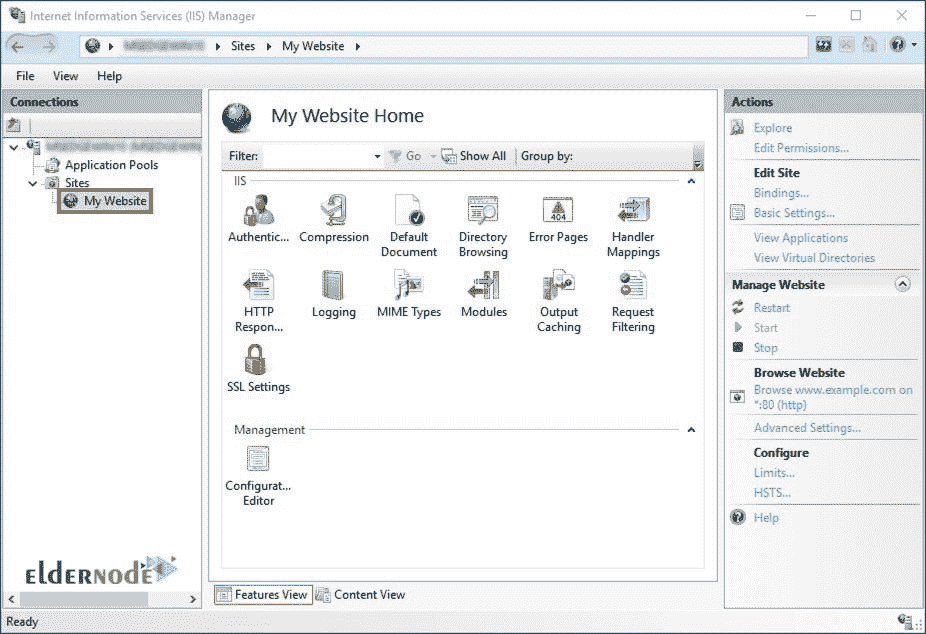 Internet Information Services (IIS) Manager
Sites
My Website
File View Help
Connections
Application Pools
Sites
My Website
ELDERNODE
My Website Home
Filter: Go Show All Group by:
IIS
Authentic... Compression Default Document Directory Browsing Error Pages Handler Mappings
404
HTTP Respon... Logging MIME Types Modules Output Caching Request Filtering
SSL Settings
Management
Configurat... Editor
Features View Content View
Actions
Explore
Edit Permissions...
Edit Site
Bindings...
Basic Settings...
View Applications
View Virtual Directories
Manage Website
Restart
Start
Stop
Browse Website
Browse www.example.com on
*:80 (http)
Advanced Settings...
Configure
Limits...
HSTS...
Help
Ready